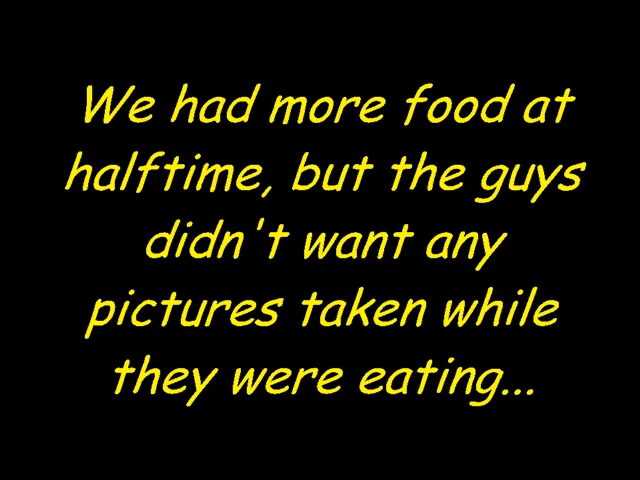 We had more food at
halftime, but the guys
didn't want any
pictures taken while
they were eating...